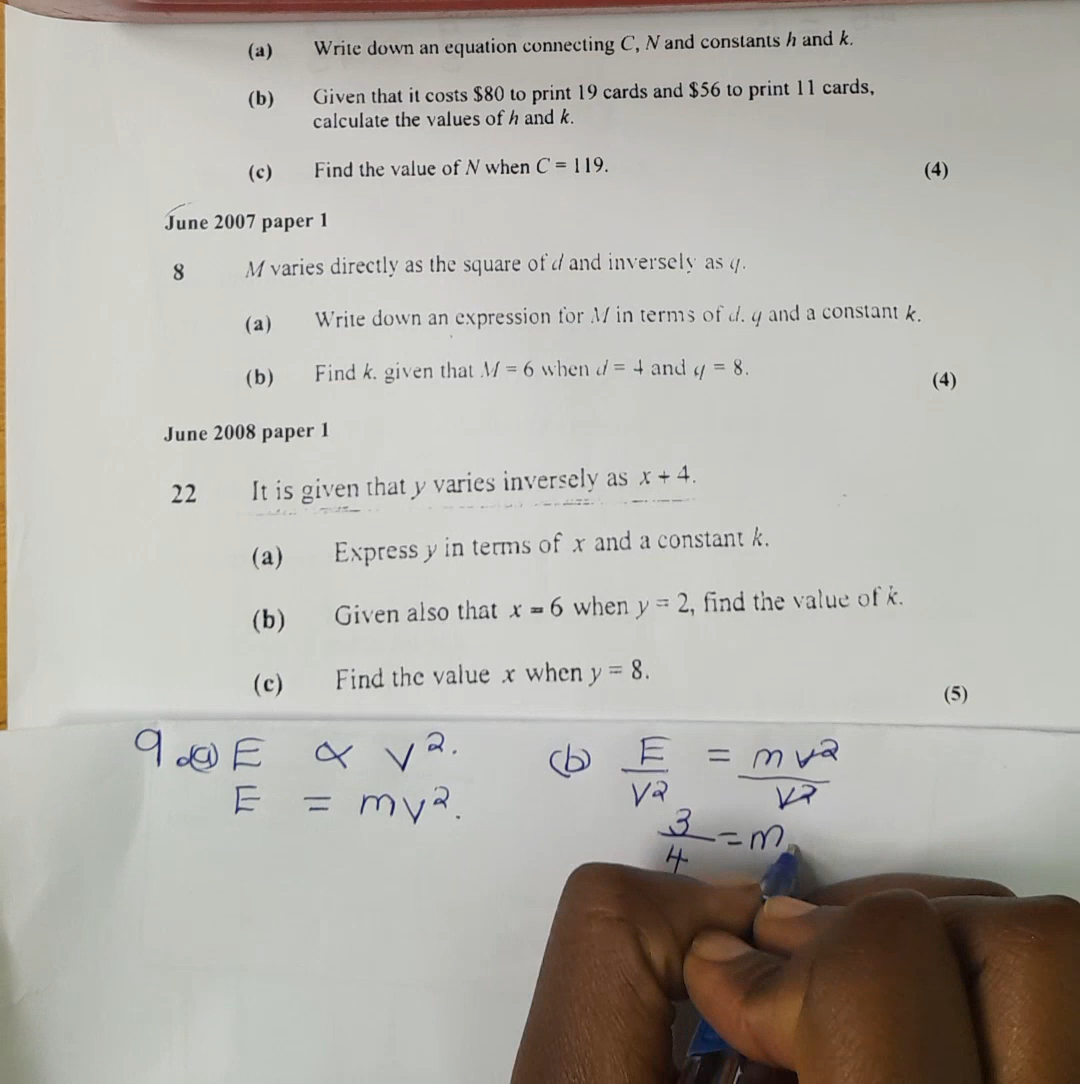 (a) Write down an equation connecting C, N and constants h and k.
(b) Given that it costs $80 to print 19 cards and $56 to print 11 cards,
calculate the values of h and k.
(c) Find the value of N when C = 119. (4)
June 2007 paper 1
8 M varies directly as the square of d and inversely as q.
(a) Write down an expression for M in terms of d, q and a constant k.
(b) Find k, given that M = 6 when d = 4 and q = 8. (4)
June 2008 paper 1
22 It is given that y varies inversely as x + 4.
(a) Express y in terms of x and a constant k.
(b) Given also that x = 6 when y = 2, find the value of k.
(c) Find the value x when y = 8. (5)
9 (a) E ∝ v².
E = mv².
(b) E/v² = mv²/v²
3/4 = m